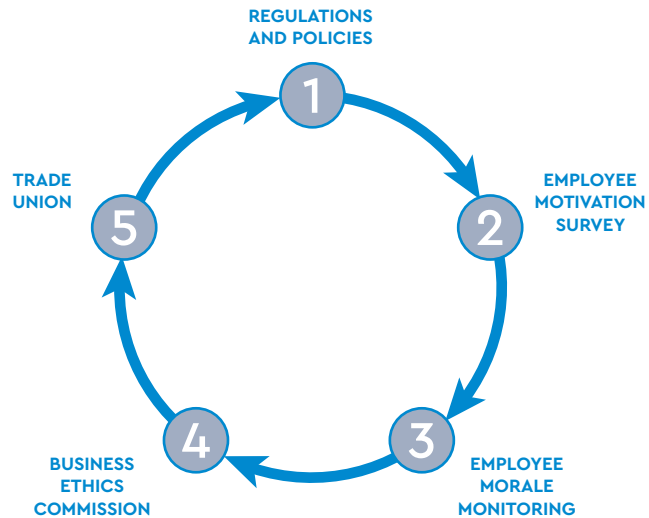 REGULATIONS
AND POLICIES
1
EMPLOYEE
MOTIVATION
SURVEY
2
EMPLOYEE
MORALE
MONITORING
3
BUSINESS
ETHICS
COMMISSION
4
TRADE
UNION
5